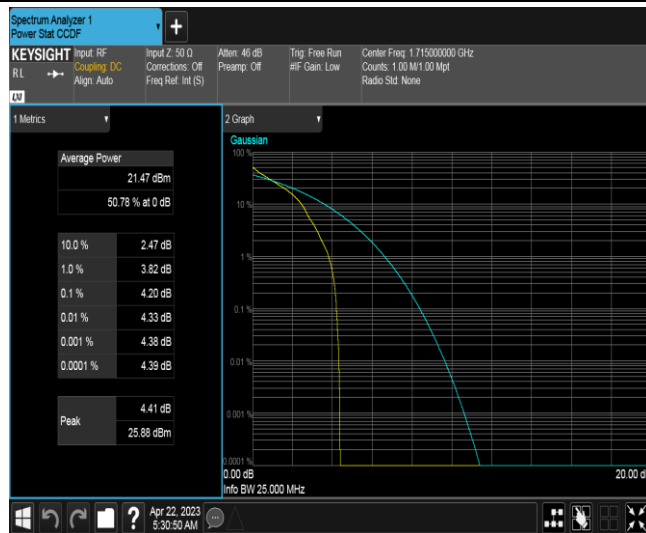 Spectrum Analyzer 1
Power Stat CCDF
+
KEYSIGHT
RL
Input: RF
Coupling: DC
Align: Auto
Input Z: 50 Ω
Corrections: Off
Freq Ref: Int (S)
Atten: 46 dB
Preamp: Off
Trig: Free Run
#IF Gain: Low
Center Freq: 1.715000000 GHz
Counts: 1.00 M/1.00 Mpt
Radio Std: None
1 Metrics
Average Power
21.47 dBm
50.78 % at 0 dB
10.0 % 2.47 dB
1.0 % 3.82 dB
0.1 % 4.20 dB
0.01 % 4.33 dB
0.001 % 4.38 dB
0.0001 % 4.39 dB
Peak
4.41 dB
25.88 dBm
2 Graph
Gaussian
100 %
10 %
1 %
0.1 %
0.01 %
0.001 %
0.0001 %
0.00 dB
20.00 d
Info BW 25.000 MHz
?
Apr 22, 2023
5:30:50 AM